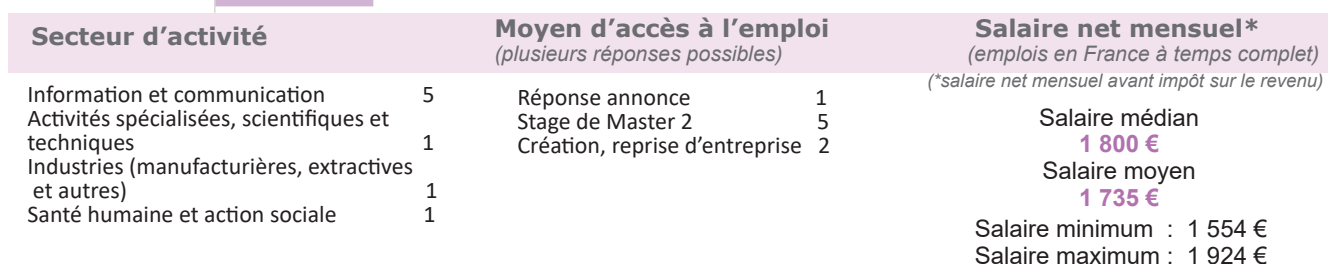 Secteur d'activité
Information et communication 5
Activités spécialisées, scientifiques et
techniques 1
Industries (manufacturières, extractives
et autres) 1
Santé humaine et action sociale 1
Moyen d'accès à l'emploi
(plusieurs réponses possibles)
Réponse annonce 1
Stage de Master 2 5
Création, reprise d'entreprise 2
Salaire net mensuel*
(emplois en France à temps complet)
(*salaire net mensuel avant impôt sur le revenu)
Salaire médian
1 800 €
Salaire moyen
1 735 €
Salaire minimum : 1 554 €
Salaire maximum : 1 924 €